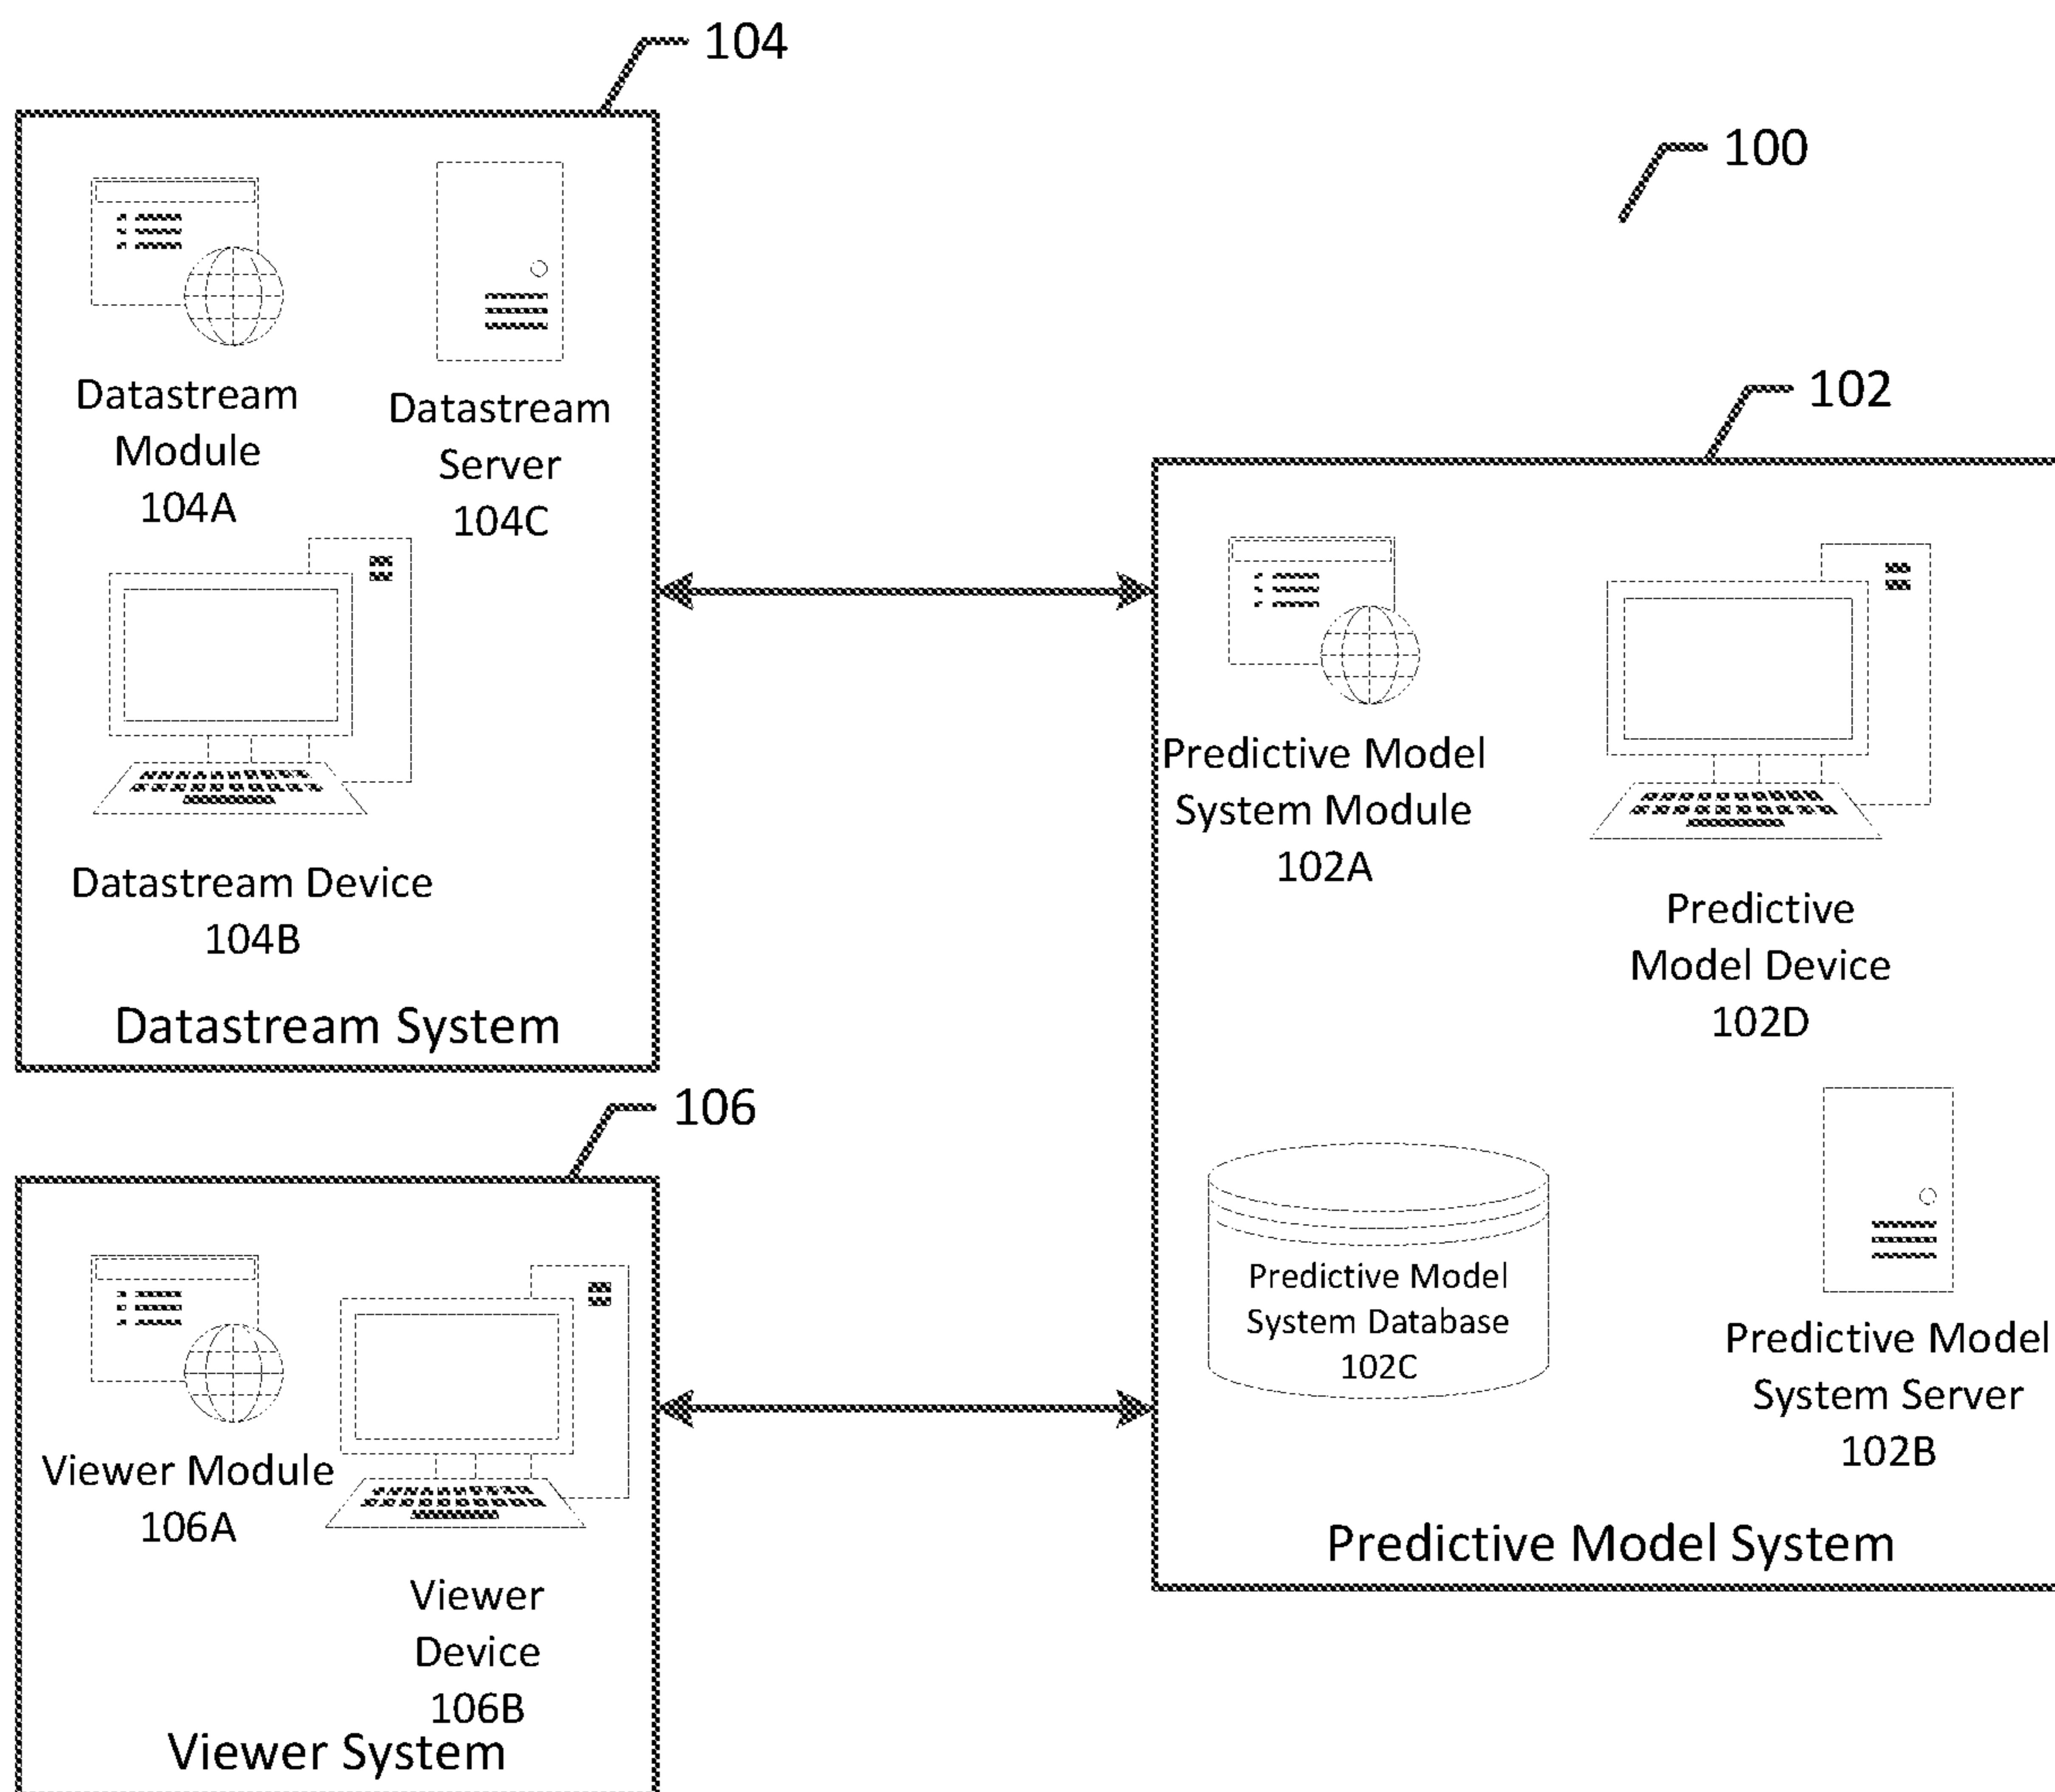 104
100
Datastream
Module
104A
Datastream
Server
104C
Datastream Device
104B
Datastream System
102
Predictive Model
System Module
102A
Predictive
Model Device
102D
Predictive Model
System Database
102C
Predictive Model
System Server
102B
Predictive Model System
106
Viewer Module
106A
Viewer
Device
106B
Viewer System